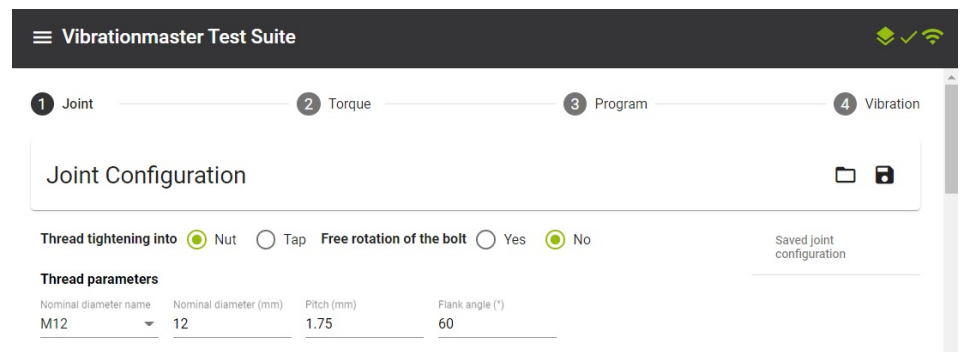 Vibrationmaster Test Suite
1 Joint 2 Torque 3 Program 4 Vibration
Joint Configuration
Thread tightening into Nut Tap Free rotation of the bolt Yes No
Saved joint
configuration
Thread parameters
Nominal diameter name Nominal diameter (mm) Pitch (mm) Flank angle (°)
M12 12 1.75 60